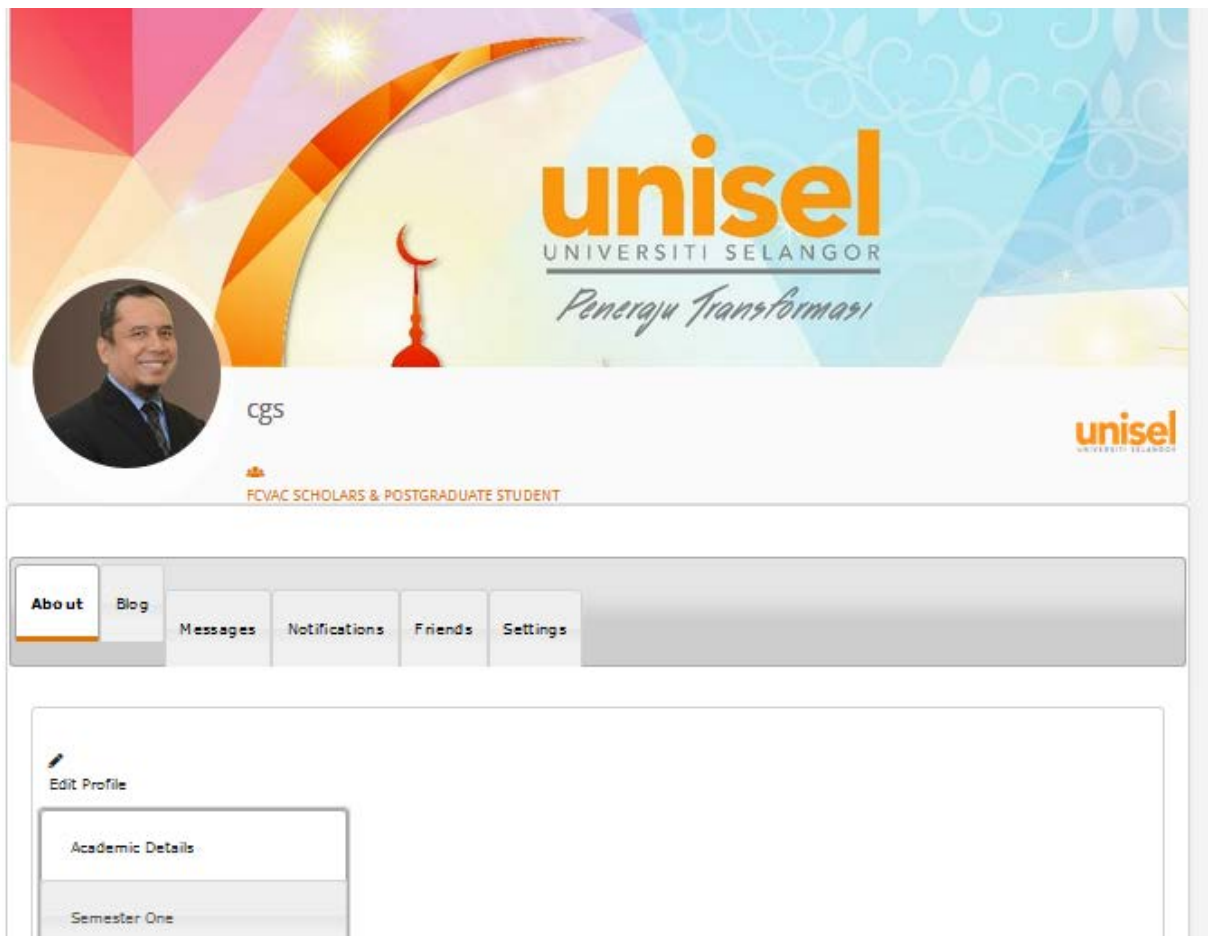 unisel
UNIVERSITI SELANGOR
Peneraju Transformasi
cgs
unisel
UNIVERSITI SELANGOR
FCVAC SCHOLARS & POSTGRADUATE STUDENT
About Blog Messages Notifications Friends Settings
Edit Profile
Academic Details
Semester One